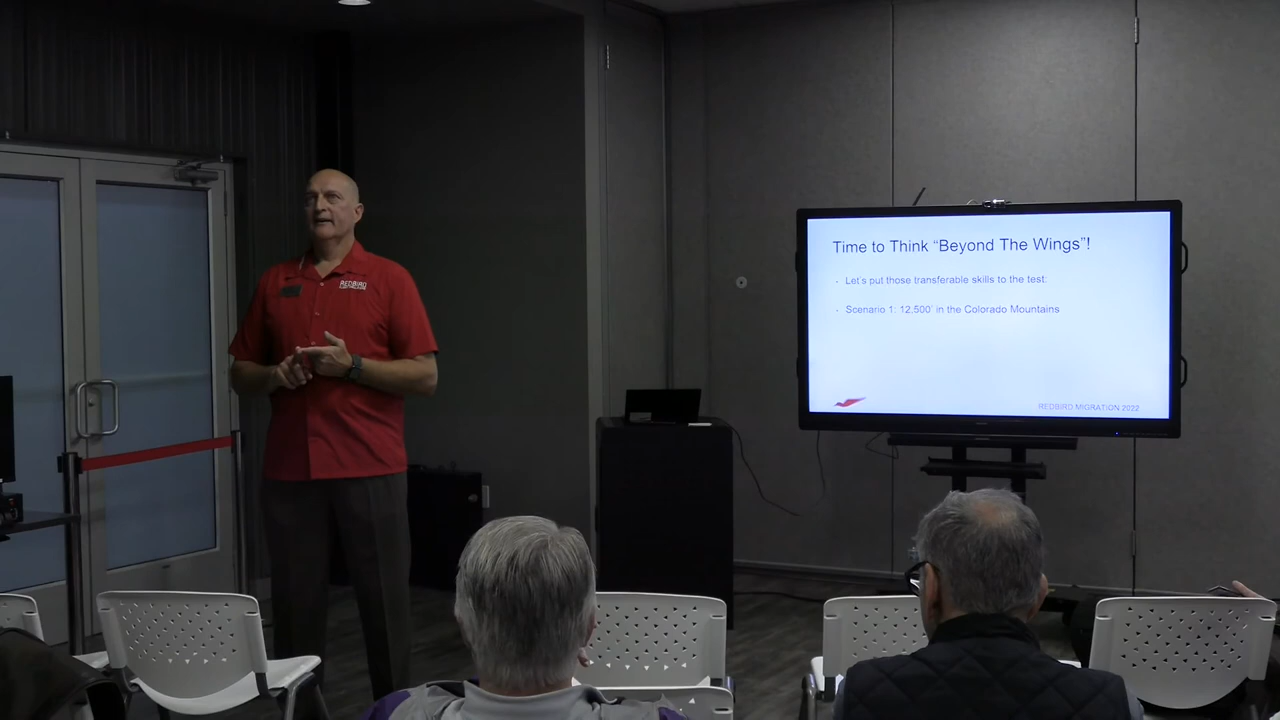 REDBIRD
Time to Think “Beyond The Wings”!
· Let’s put those transferable skills to the test:
· Scenario 1: 12,500’ in the Colorado Mountains
REDBIRD MIGRATION 2022